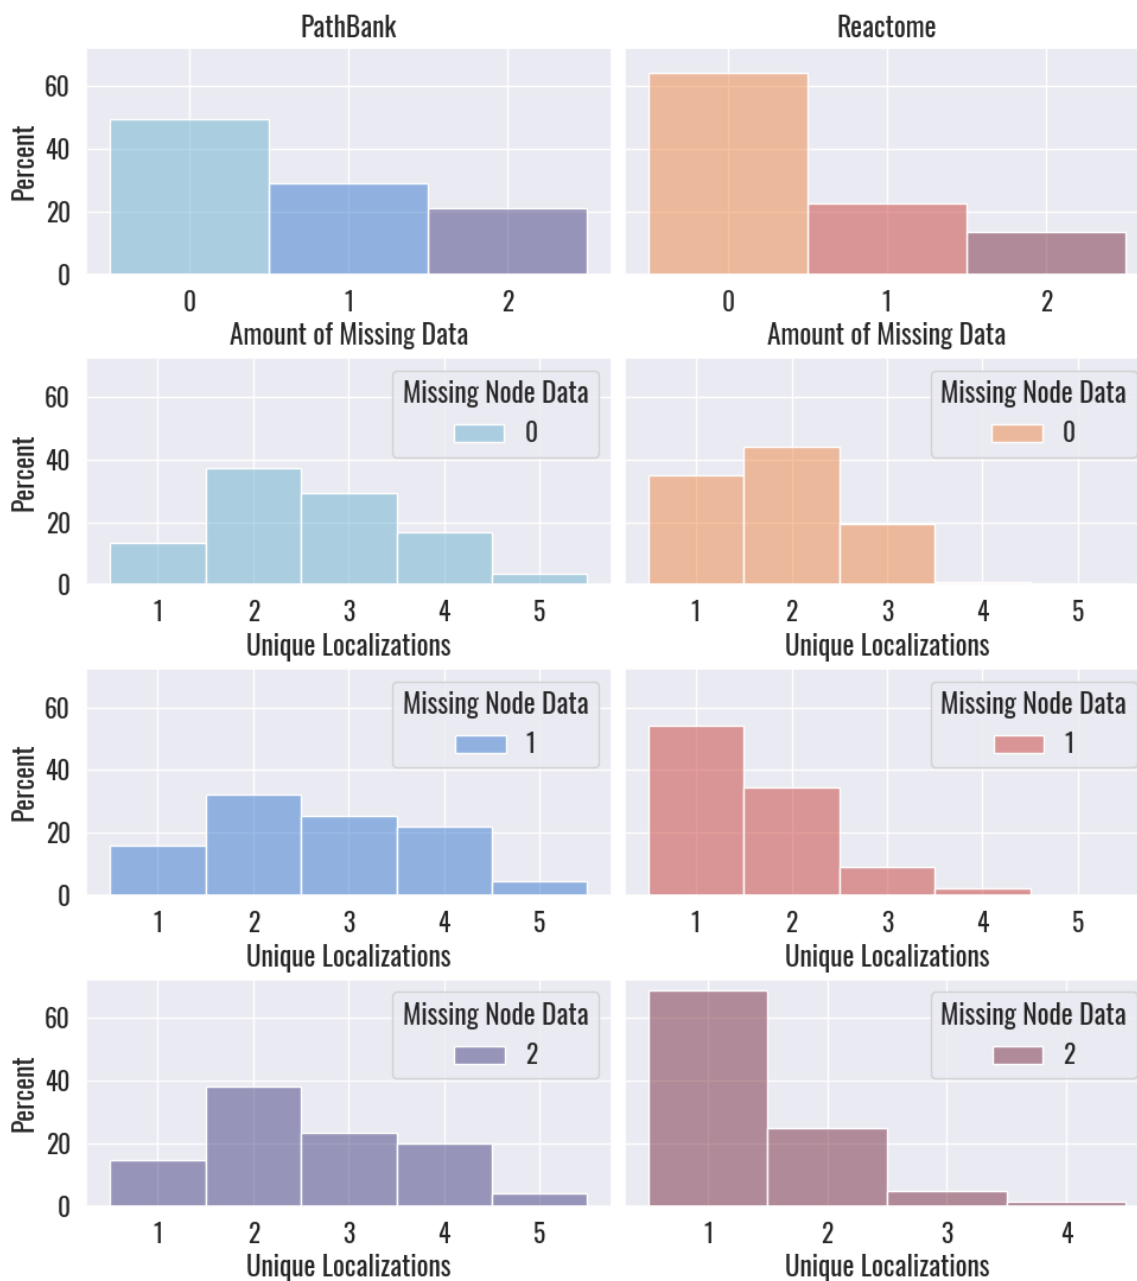 PathBank
Reactome
Percent
60
40
20
0
0 1 2
Amount of Missing Data
0 1 2
Amount of Missing Data
Percent
60
40
20
0
Missing Node Data
0
1 2 3 4 5
Unique Localizations
Missing Node Data
0
1 2 3 4 5
Unique Localizations
Percent
60
40
20
0
Missing Node Data
1
1 2 3 4 5
Unique Localizations
Missing Node Data
1
1 2 3 4 5
Unique Localizations
Percent
60
40
20
0
Missing Node Data
2
1 2 3 4 5
Unique Localizations
Missing Node Data
2
1 2 3 4
Unique Localizations